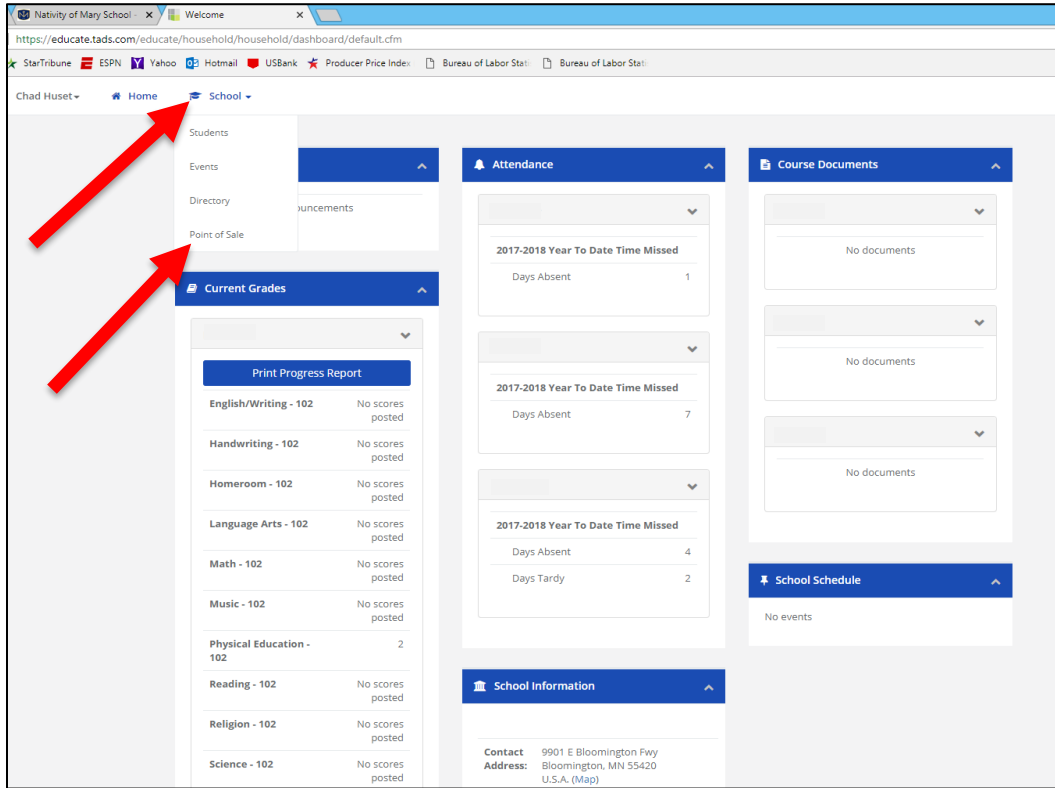 Nativity of Mary School -
Welcome
https://educate.tads.com/educate/household/household/dashboard/default.cfm
StarTribune ESPN Yahoo Hotmail USBank Producer Price Index Bureau of Labor Stati Bureau of Labor Stati
Chad Huset Home School
Students
Events
Directory
Point of Sale
ouncements
Current Grades
Print Progress Report
English/Writing - 102 No scores
posted
Handwriting - 102 No scores
posted
Homeroom - 102 No scores
posted
Language Arts - 102 No scores
posted
Math - 102 No scores
posted
Music - 102 No scores
posted
Physical Education - 2
102
Reading - 102 No scores
posted
Religion - 102 No scores
posted
Science - 102 No scores
posted
Attendance
2017-2018 Year To Date Time Missed
Days Absent 1
2017-2018 Year To Date Time Missed
Days Absent 7
2017-2018 Year To Date Time Missed
Days Absent 4
Days Tardy 2
School Information
Contact 9901 E Bloomington Fwy
Address: Bloomington, MN 55420
U.S.A. (Map)
Course Documents
No documents
No documents
No documents
School Schedule
No events